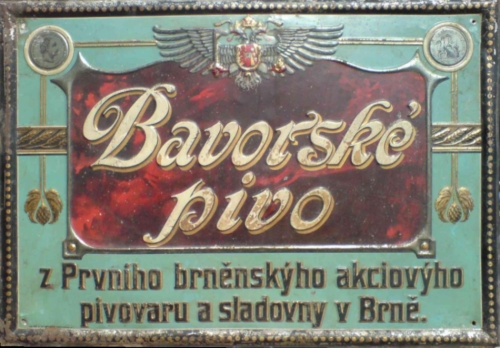 Bavorské
pivo
z Prvního brněnskýho akciovýho
pivovaru a sladovny v Brně.